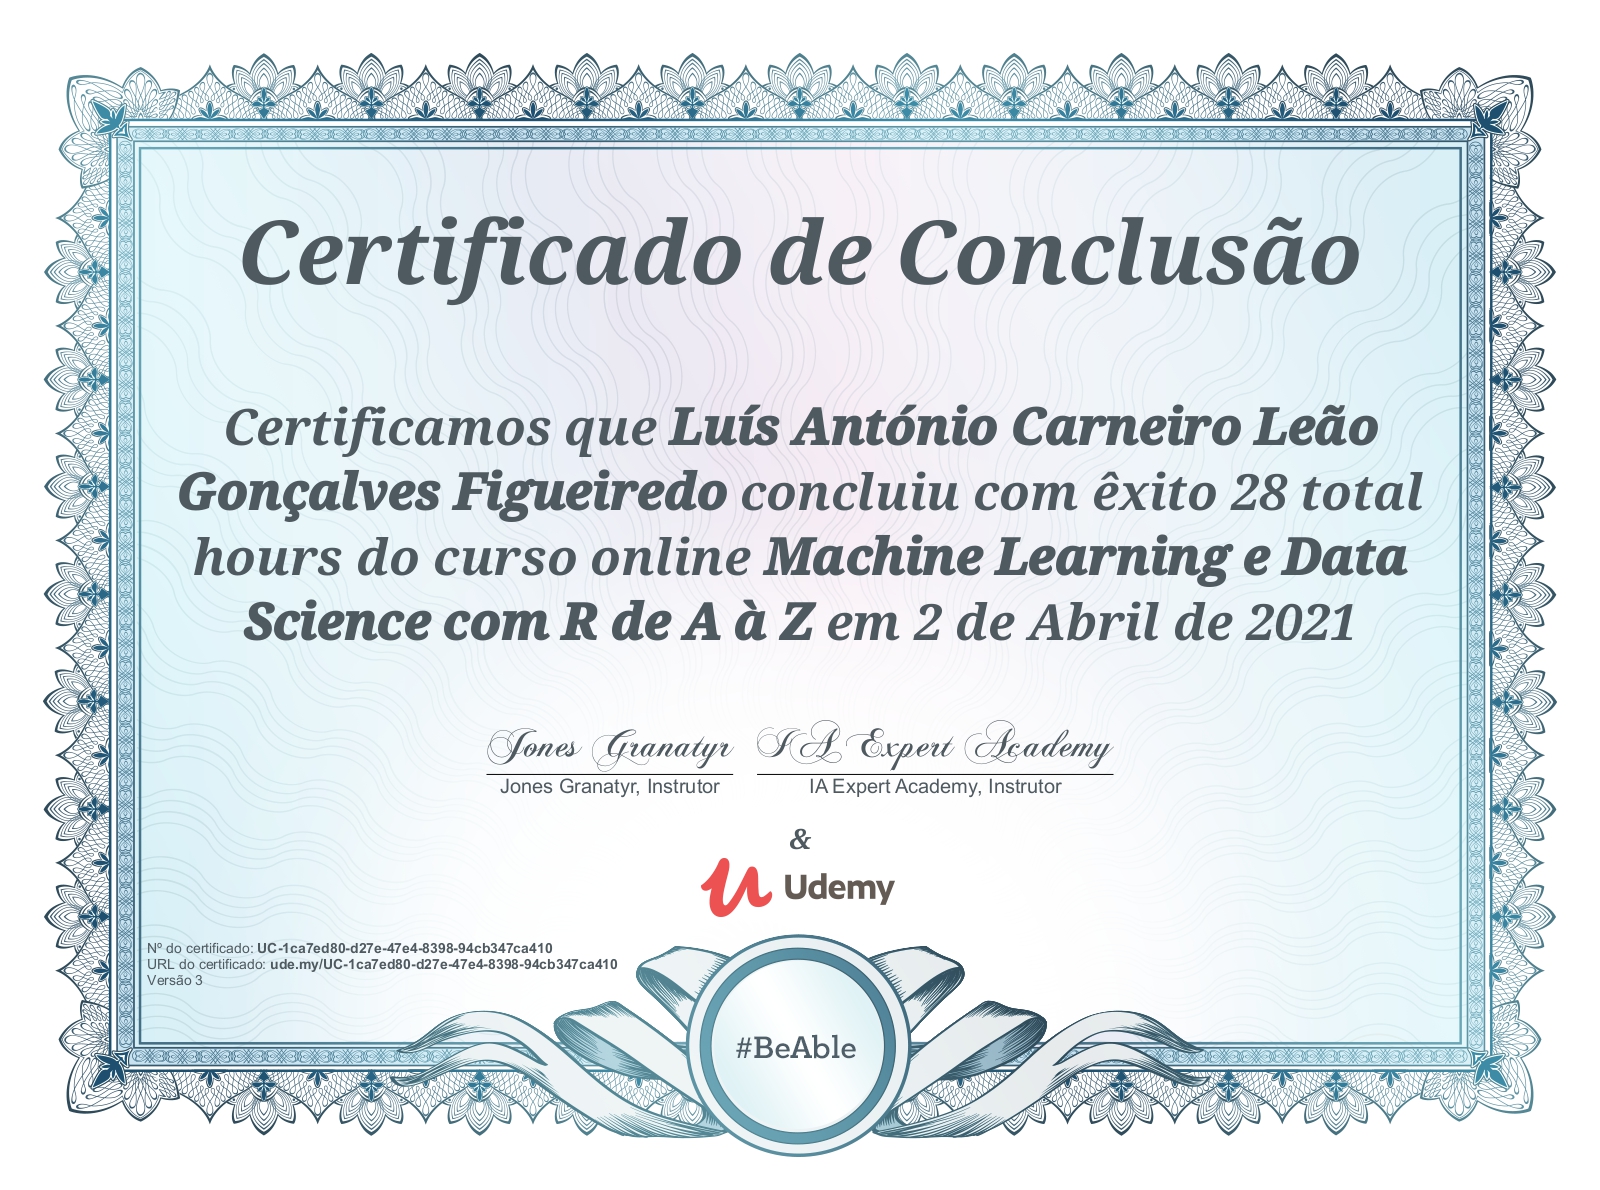 Certificado de Conclusão
Certificamos que Luís António Carneiro Leão
Gonçalves Figueiredo concluiu com êxito 28 total
hours do curso online Machine Learning e Data
Science com R de A à Z em 2 de Abril de 2021
Jones Granatyr IA Expert Academy
Jones Granatyr, Instrutor IA Expert Academy, Instrutor
&
Udemy
Nº do certificado: UC-1ca7ed80-d27e-47e4-8398-94cb347ca410
URL do certificado: ude.my/UC-1ca7ed80-d27e-47e4-8398-94cb347ca410
Versão 3
#BeAble